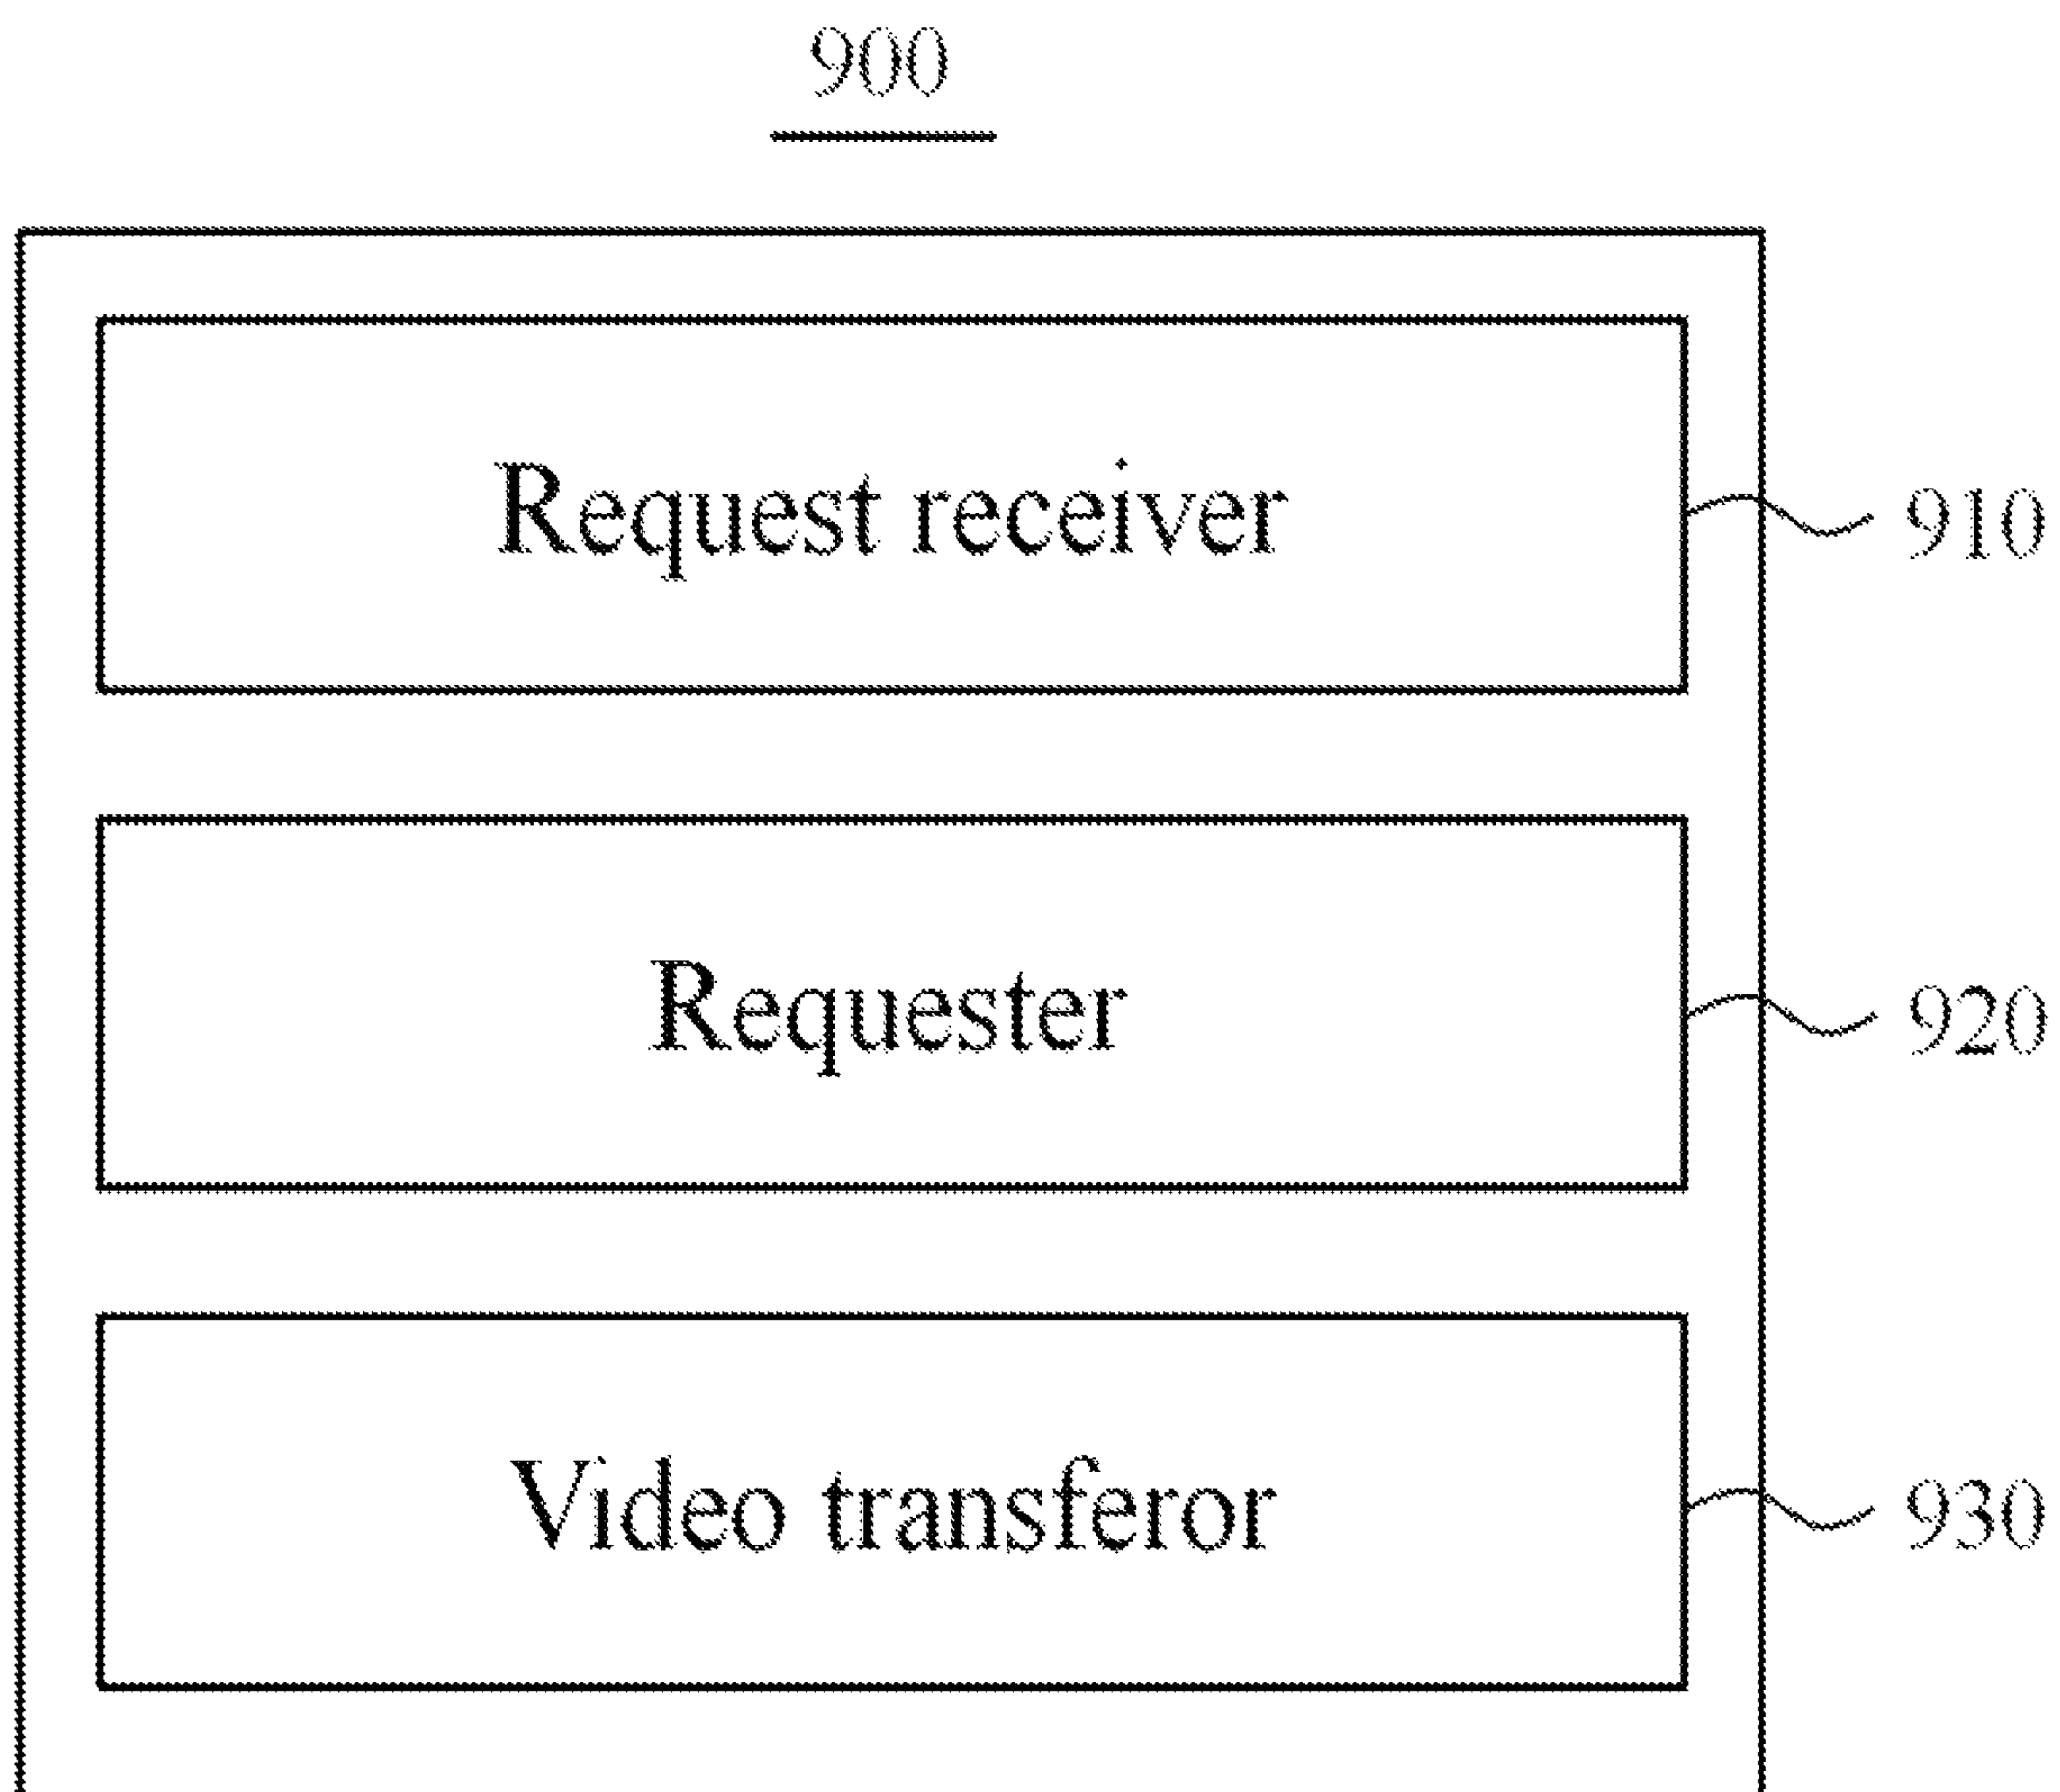 900
Request receiver
910
Requester
920
Video transferor
930